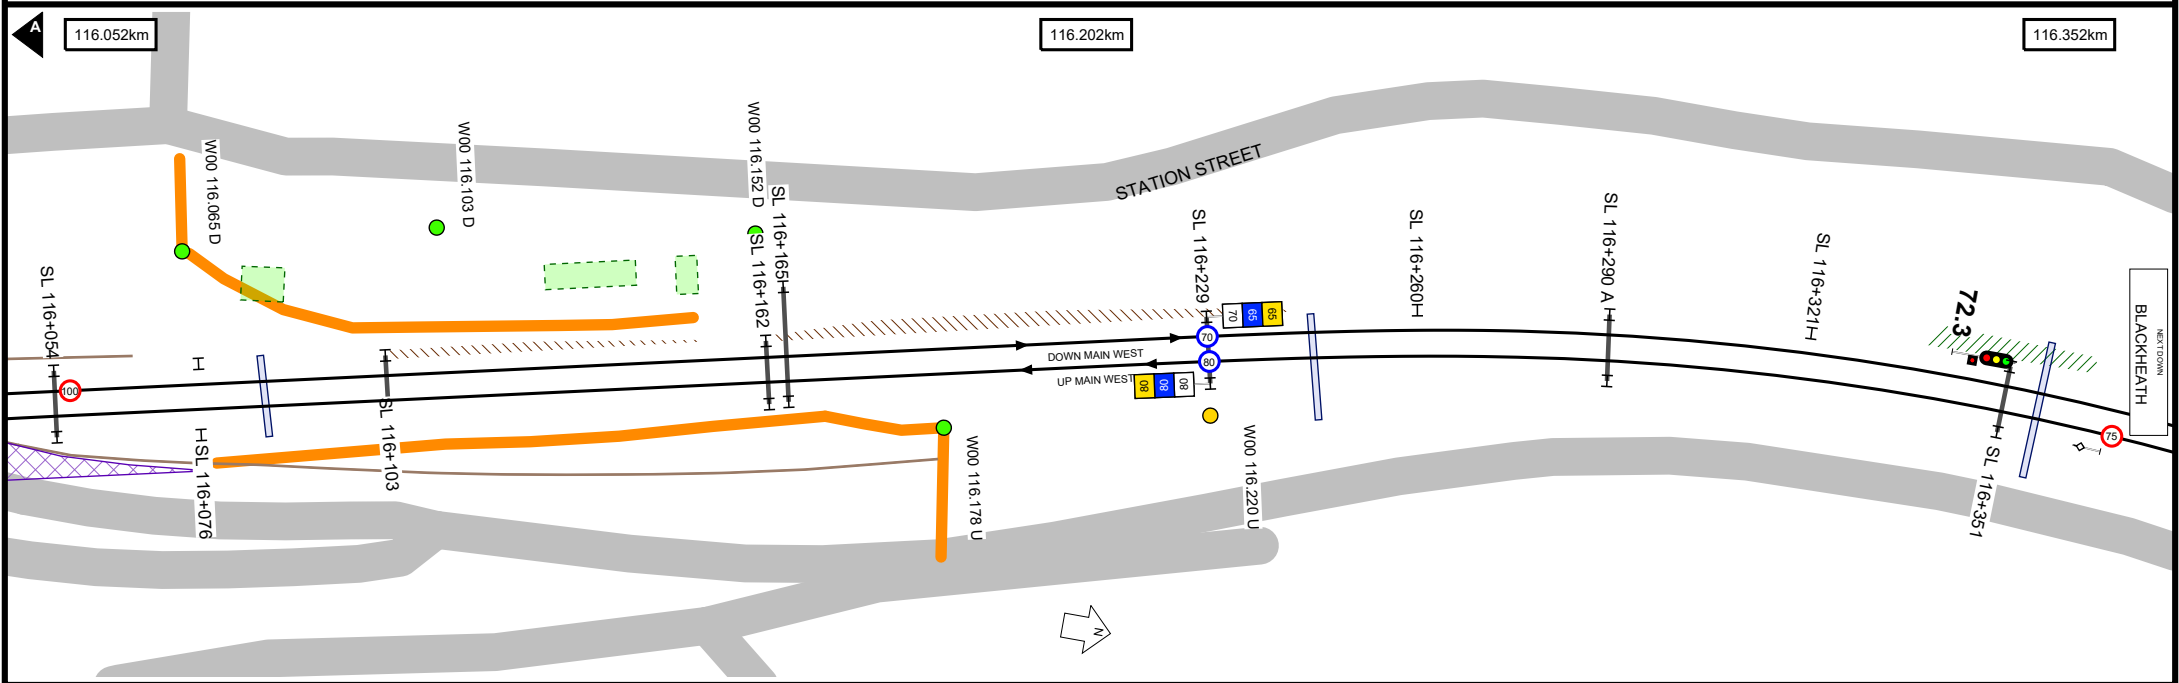 A
116.052km
116.202km
116.352km
W00 116.065 D
W00 116.103 D
W00 116.152 D
SL 116+165
STATION STREET
SL 116+054
SL 116+162
SL 116+229
SL 116+260
SL 116+290 A
SL 116+321
72.3
NEXT DOWN
BLACKHEATH
70
65
65
70
DOWN MAIN WEST
80
UP MAIN WEST
80
80
80
100
75
SL 116+076
SL 116+103
W00 116.178 U
W00 116.220 U
SL 116+351
N